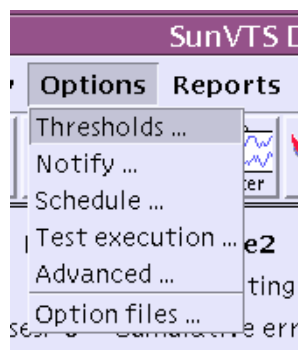 SunVTS D
Options Reports
Thresholds ...
Notify ...
Schedule ...
Test execution ...
Advanced ...
Option files ...